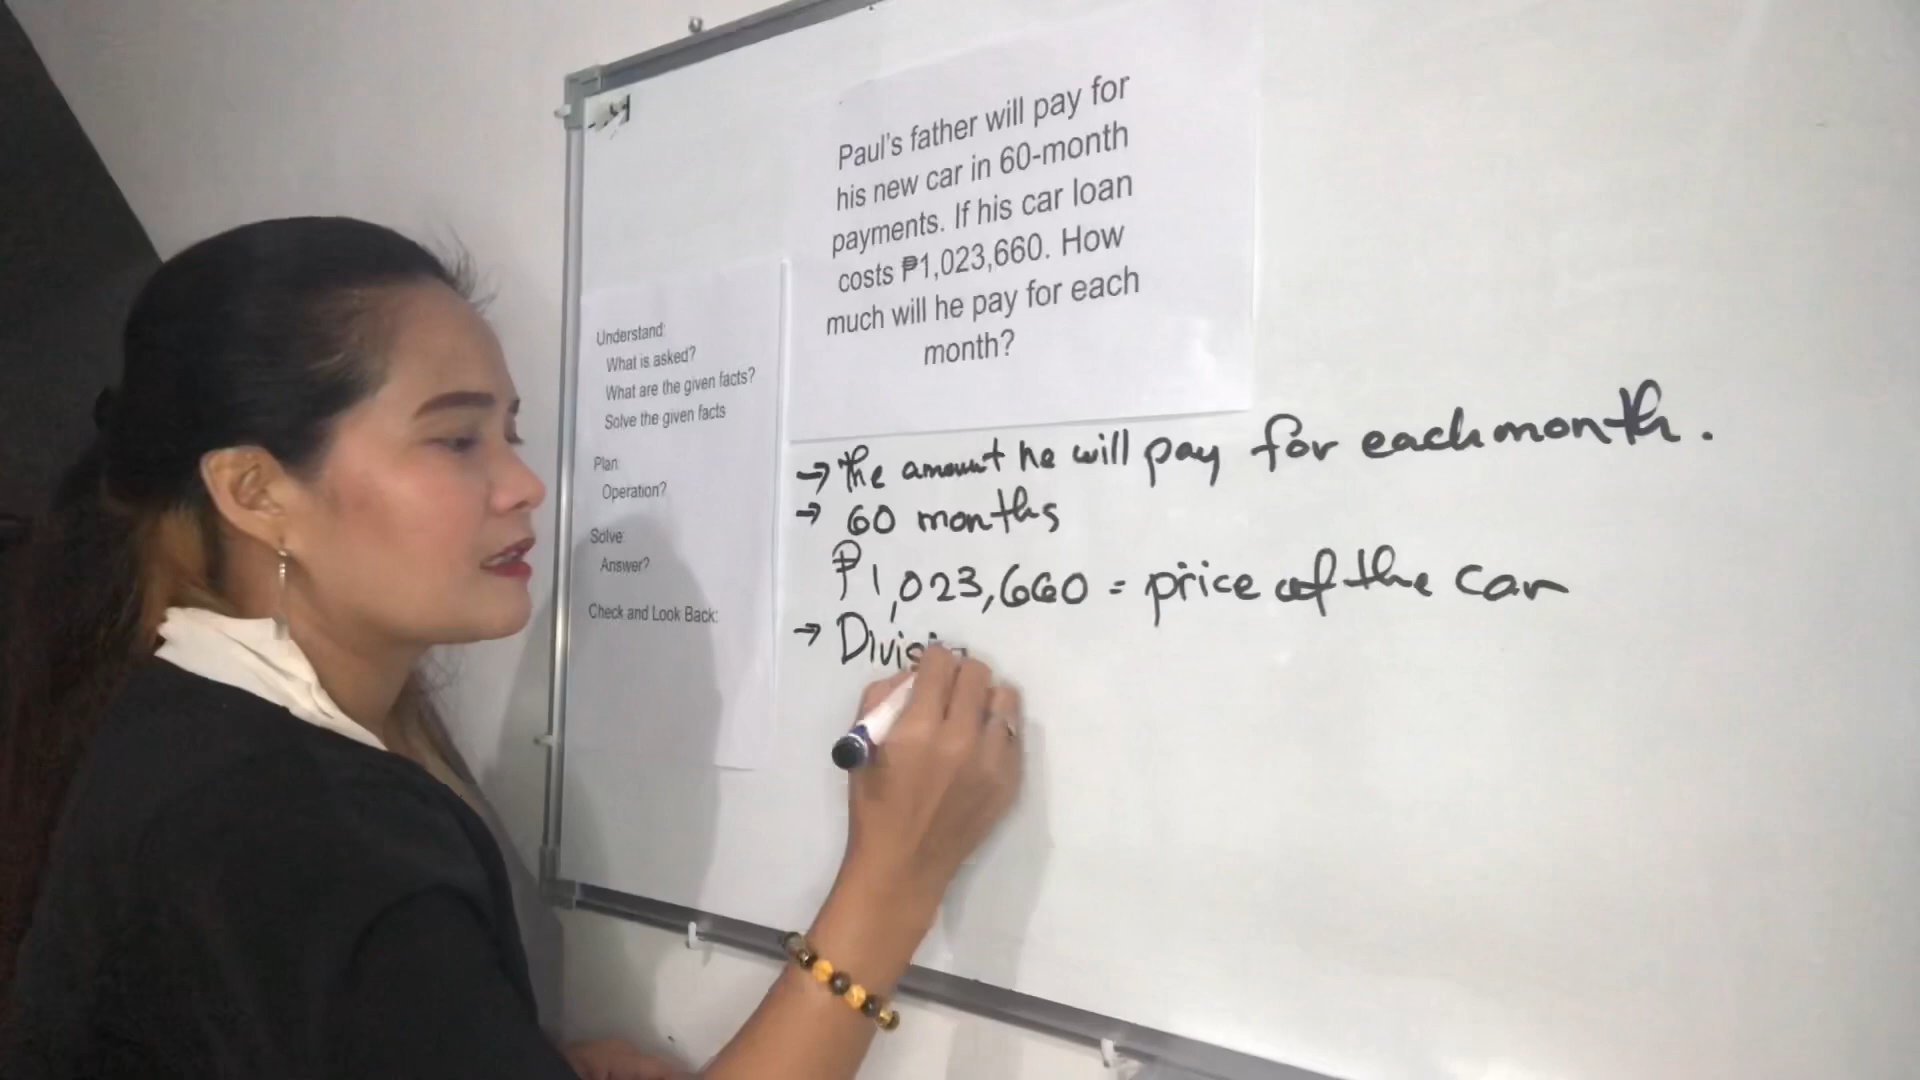 Paul's father will pay for
his new car in 60-month
payments. If his car loan
costs ₱1,023,660. How
much will he pay for each
month?
Understand:
What is asked?
What are the given facts?
Solve the given facts
Plan:
Operation?
Solve:
Answer?
Check and Look Back:
→ The amount he will pay for each month.
→ 60 months
₱1,023,660 = price of the car
→ Divis